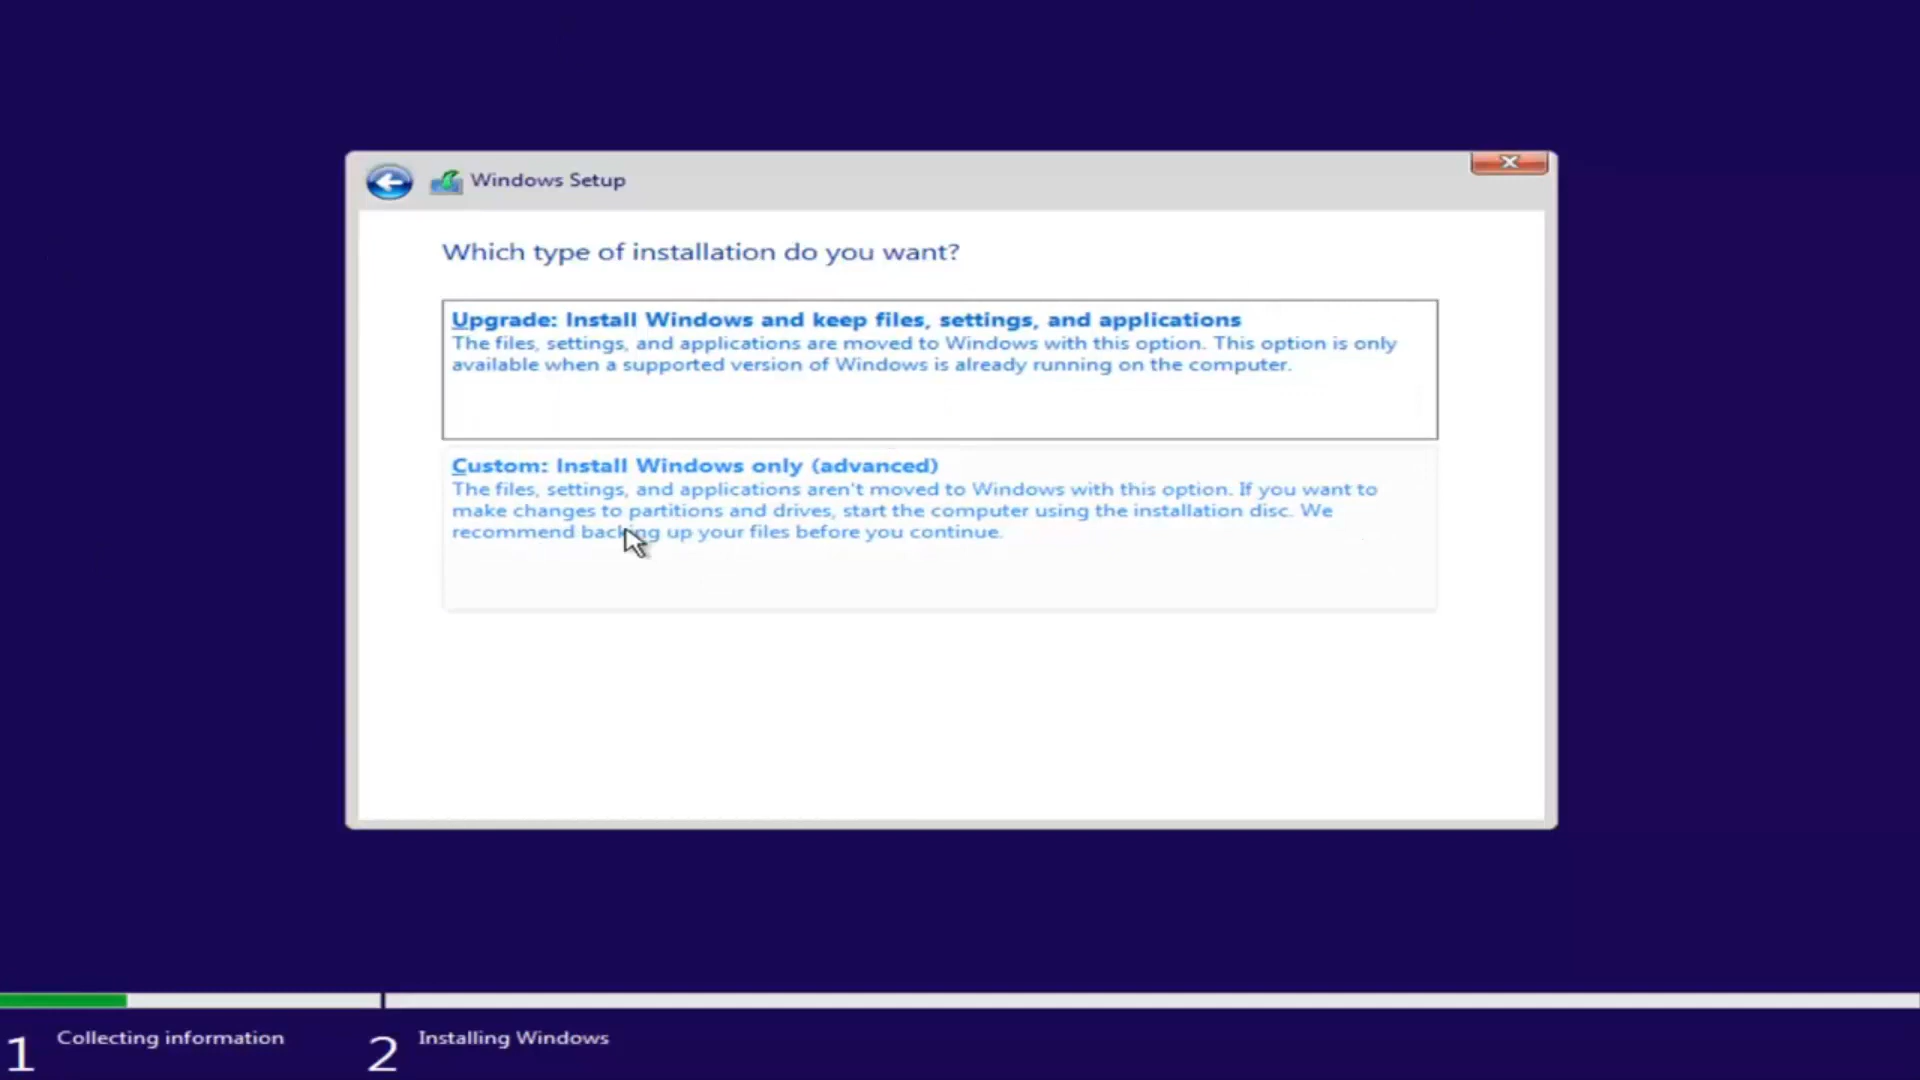 Windows Setup
Which type of installation do you want?
Upgrade: Install Windows and keep files, settings, and applications
The files, settings, and applications are moved to Windows with this option. This option is only
available when a supported version of Windows is already running on the computer.
Custom: Install Windows only (advanced)
The files, settings, and applications aren't moved to Windows with this option. If you want to
make changes to partitions and drives, start the computer using the installation disc. We
recommend backing up your files before you continue.
1 Collecting information
2 Installing Windows